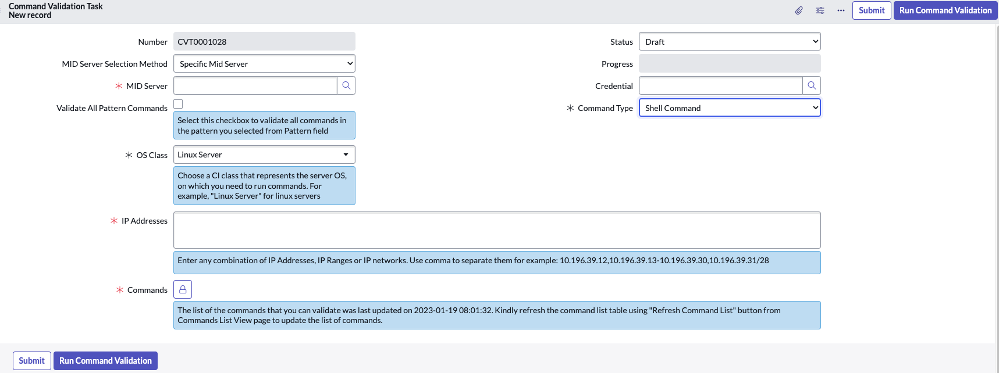 Command Validation Task
New record
Submit
Run Command Validation
Number
CVT0001028
Status
Draft
MID Server Selection Method
Specific Mid Server
Progress
MID Server
Credential
Validate All Pattern Commands
Command Type
Shell Command
Select this checkbox to validate all commands in
the pattern you selected from Pattern field
OS Class
Linux Server
Choose a CI class that represents the server OS,
on which you need to run commands. For
example, "Linux Server" for linux servers
IP Addresses
Enter any combination of IP Addresses, IP Ranges or IP networks. Use comma to separate them for example: 10.196.39.12,10.196.39.13-10.196.39.30,10.196.39.31/28
Commands
The list of the commands that you can validate was last updated on 2023-01-19 08:01:32. Kindly refresh the command list table using "Refresh Command List" button from
Commands List View page to update the list of commands.
Submit
Run Command Validation